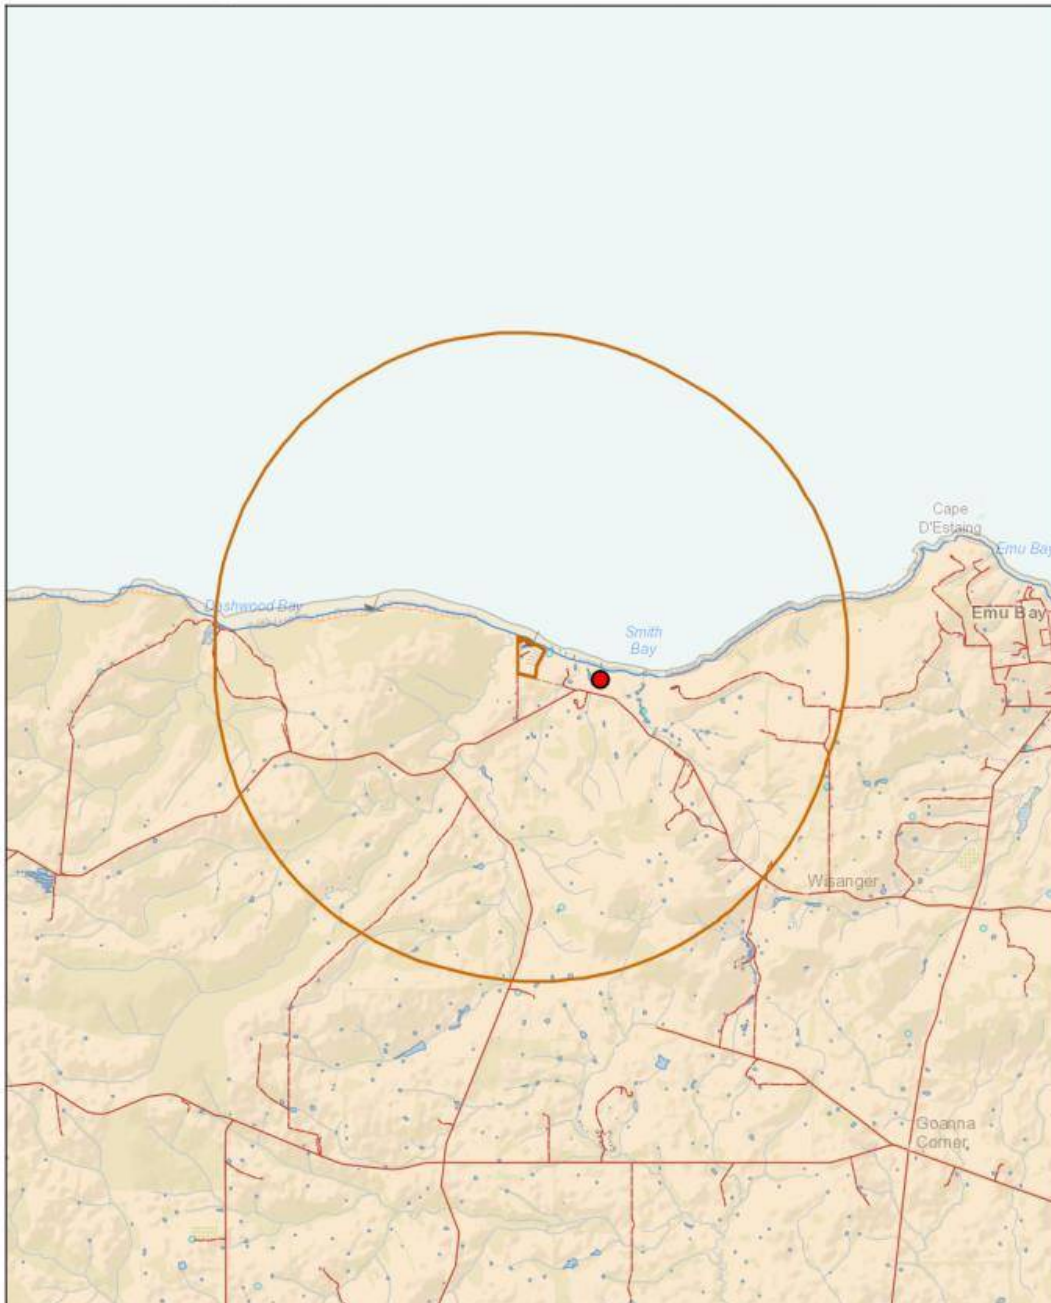 Cape
D'Estaing
Emu Bay
Dashwood Bay
Emu Bay
Smith
Bay
Wisanger
Goanna
Corner